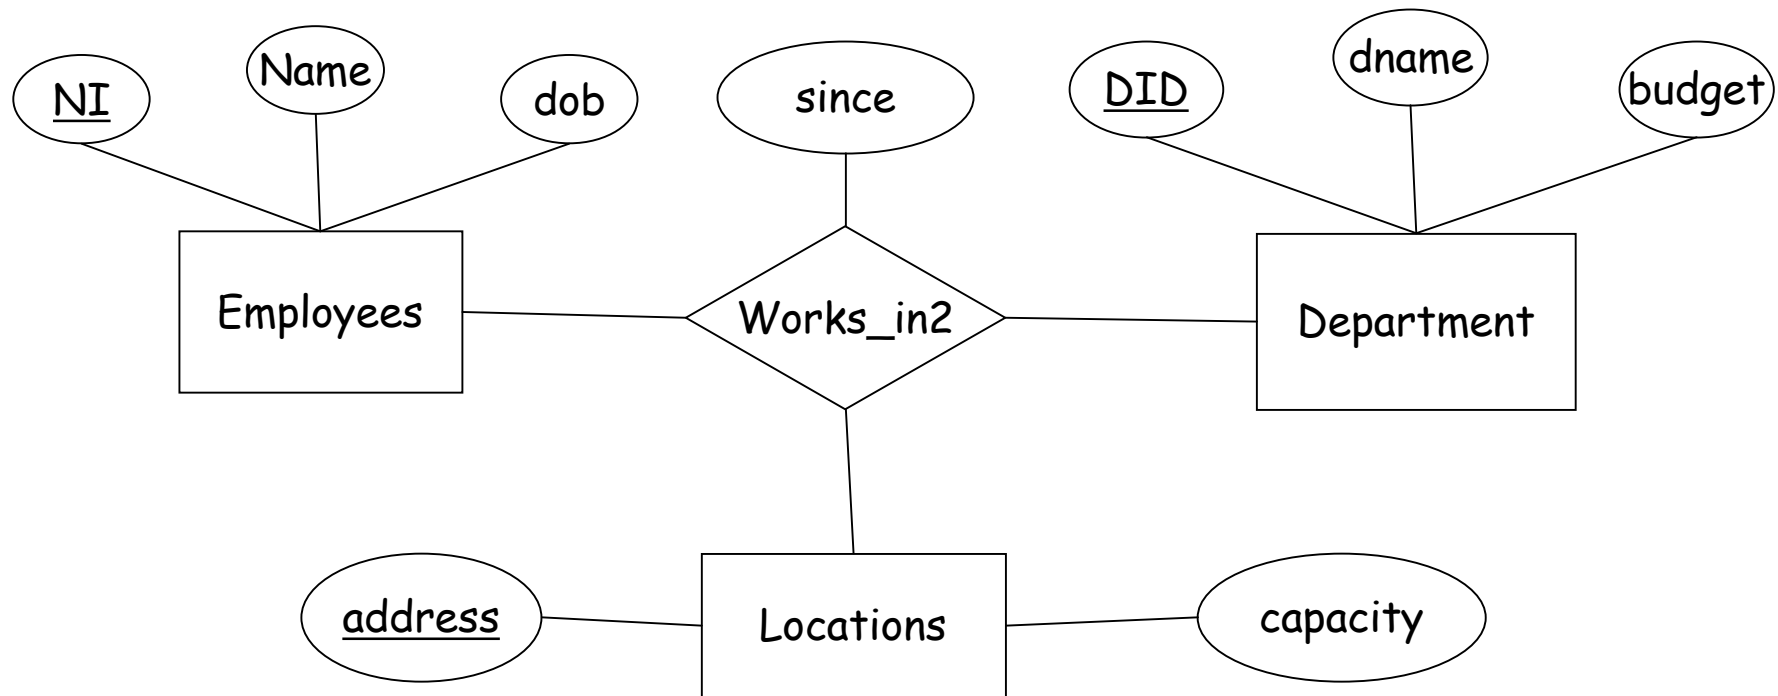 NI
Name
dob
since
DID
dname
budget
Employees
Works_in2
Department
address
Locations
capacity